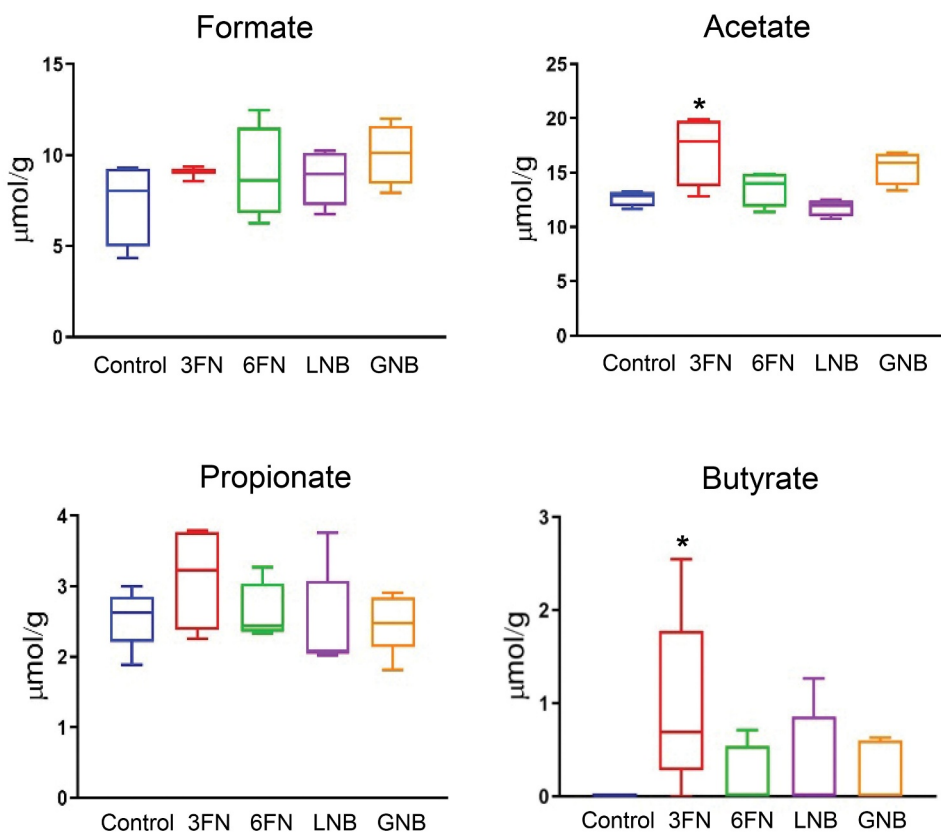 Formate
Acetate
15
10
5
0
μmol/g
Control 3FN 6FN LNB GNB
25
20
15
10
5
0
μmol/g
*
Control 3FN 6FN LNB GNB
Propionate
Butyrate
4
3
2
1
0
μmol/g
Control 3FN 6FN LNB GNB
3
2
1
0
μmol/g
*
Control 3FN 6FN LNB GNB